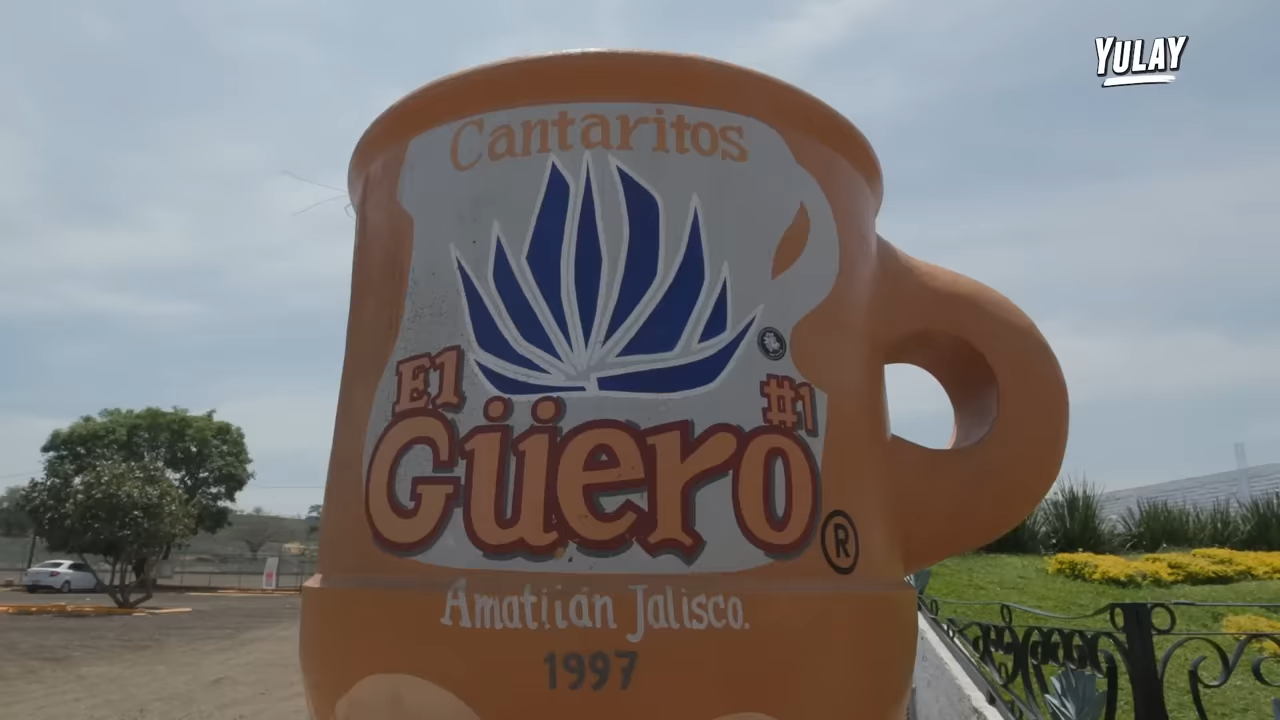 YULAY
Cantaritos
El #1
Güero
®
Amatitán Jalisco.
1997